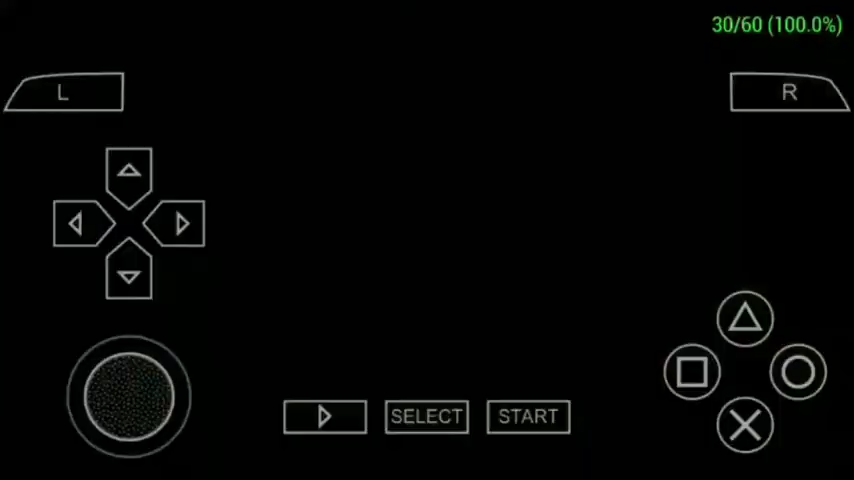 30/60 (100.0%)
L
R
SELECT
START